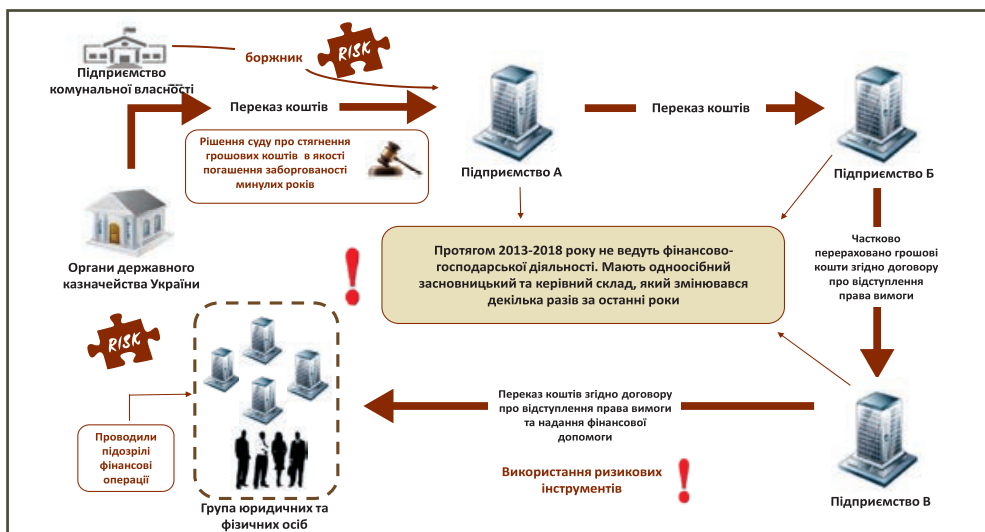 Підприємство
комунальної власності
боржник
RISK
Переказ коштів
Рішення суду про стягнення
грошових коштів в якості
погашення заборгованості
минулих років
Підприємство А
Переказ коштів
Підприємство Б
Органи державного
казначейства України
Протягом 2013-2018 року не ведуть фінансово-
господарської діяльності. Мають одноосібний
засновницький та керівний склад, який змінювався
декілька разів за останні роки
Частково
перераховано грошові
кошти згідно договору
про відступлення
права вимоги
RISK
Проводили
підозрілі
фінансові
операції
Група юридичних та
фізичних осіб
Переказ коштів згідно договору
про відступлення права вимоги
та надання фінансової
допомоги
Використання ризикових
інструментів
Підприємство В